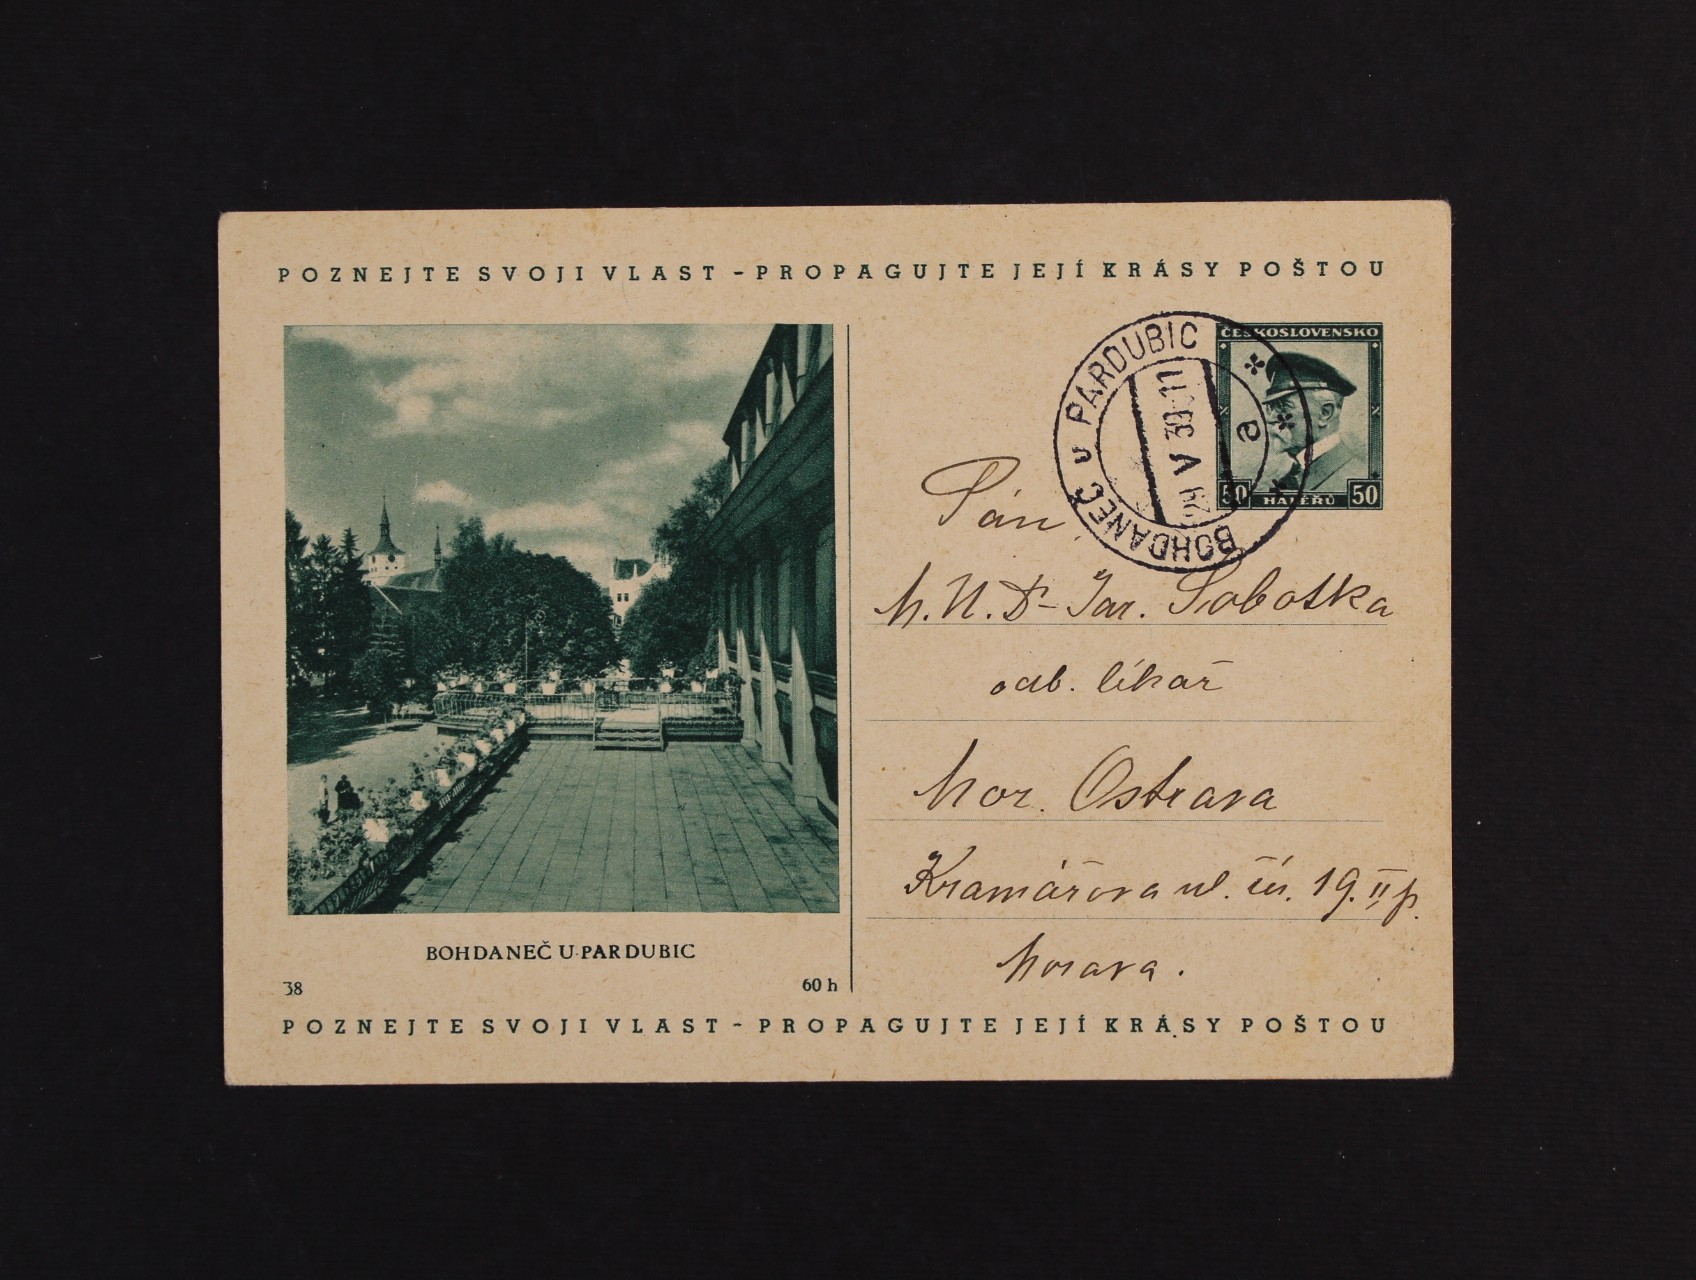 POZNEJTE SVOJI VLAST - PROPAGUJTE JEJÍ KRÁSY POŠTOU
ČESKOSLOVENSKO
50 HALÉŘŮ 50
BOHDANEČ U PARDUBIC
a
Pán
M.U.Dr Jar. Sobotka
odb. lékař
Mor. Ostrava
Kramářova ul. čís. 19. II p.
Morava.
BOHDANEČ U PARDUBIC
38
60 h
POZNEJTE SVOJI VLAST - PROPAGUJTE JEJÍ KRÁSY POŠTOU